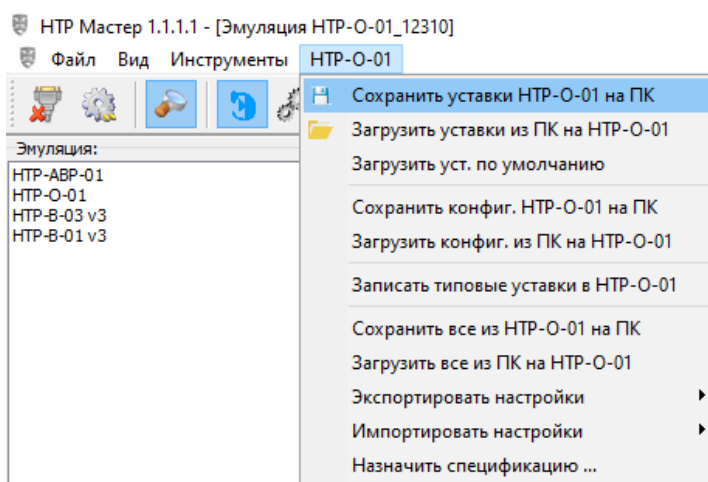 НТР Мастер 1.1.1.1 - [Эмуляция НТР-О-01_12310]
Файл Вид Инструменты НТР-О-01
Сохранить уставки НТР-О-01 на ПК
Загрузить уставки из ПК на НТР-О-01
Загрузить уст. по умолчанию
Сохранить конфиг. НТР-О-01 на ПК
Загрузить конфиг. из ПК на НТР-О-01
Записать типовые уставки в НТР-О-01
Сохранить все из НТР-О-01 на ПК
Загрузить все из ПК на НТР-О-01
Экспортировать настройки
Импортировать настройки
Назначить спецификацию ...
Эмуляция:
НТР-АВР-01
НТР-О-01
НТР-В-03 v3
НТР-В-01 v3